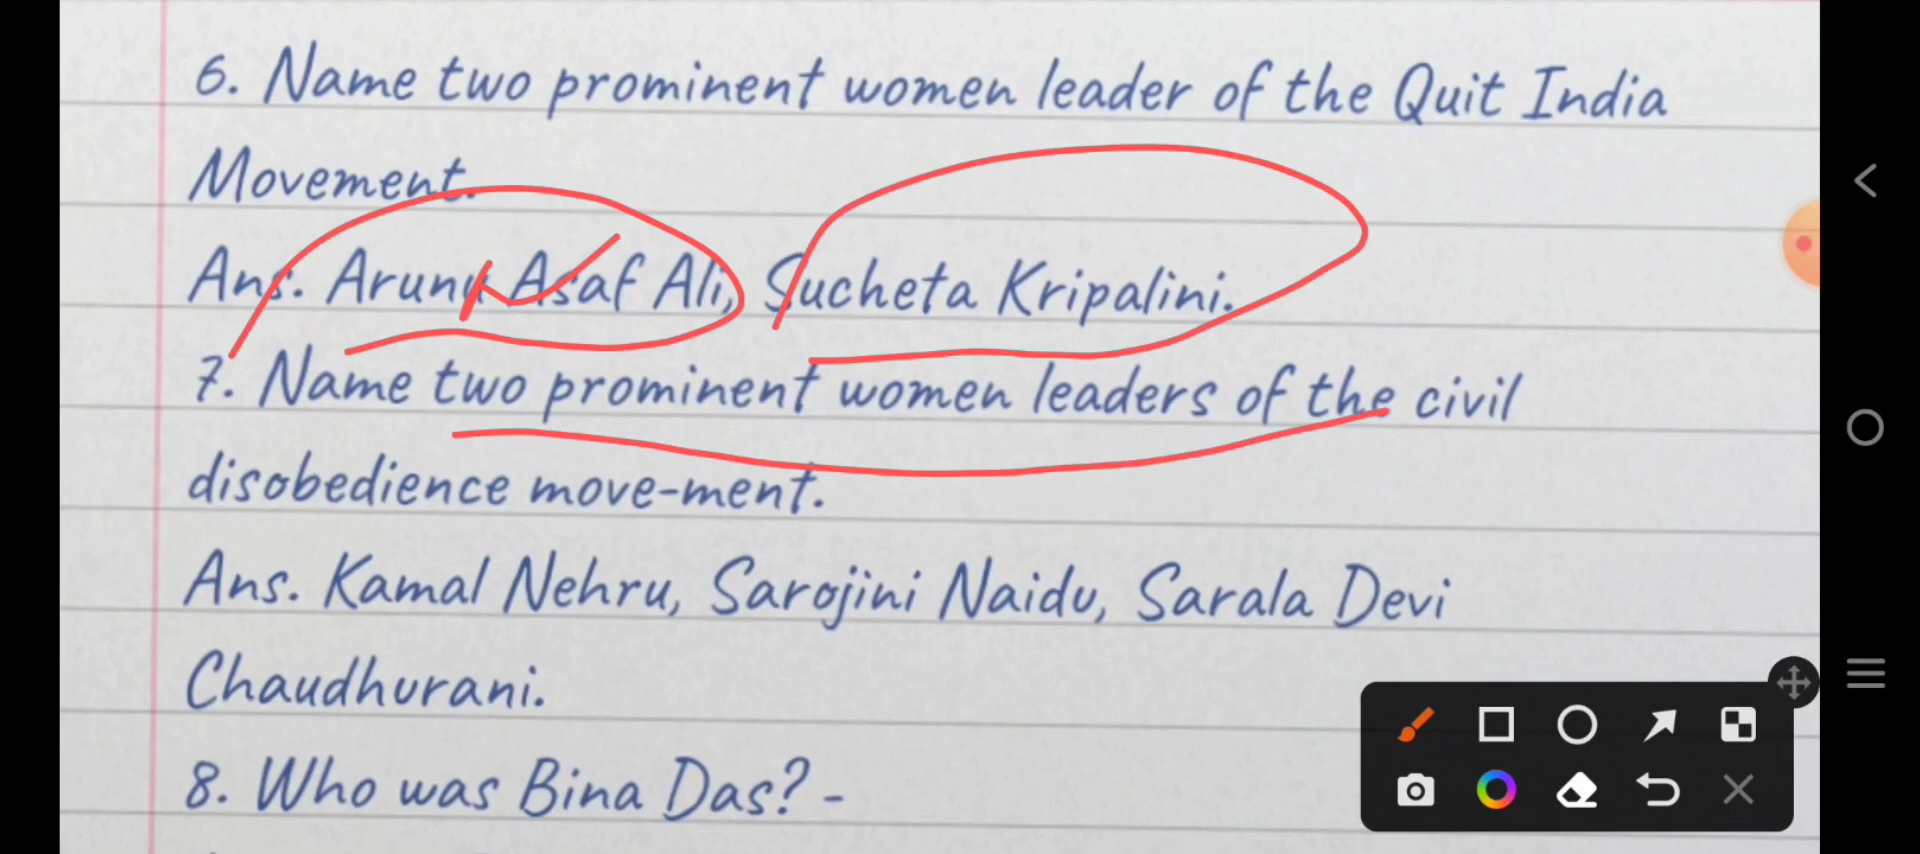 6. Name two prominent women leader of the Quit India
Movement.
Ans. Aruna Asaf Ali, Sucheta Kripalini.
7. Name two prominent women leaders of the civil
disobedience move-ment.
Ans. Kamal Nehru, Sarojini Naidu, Sarala Devi
Chaudhurani.
8. Who was Bina Das? -